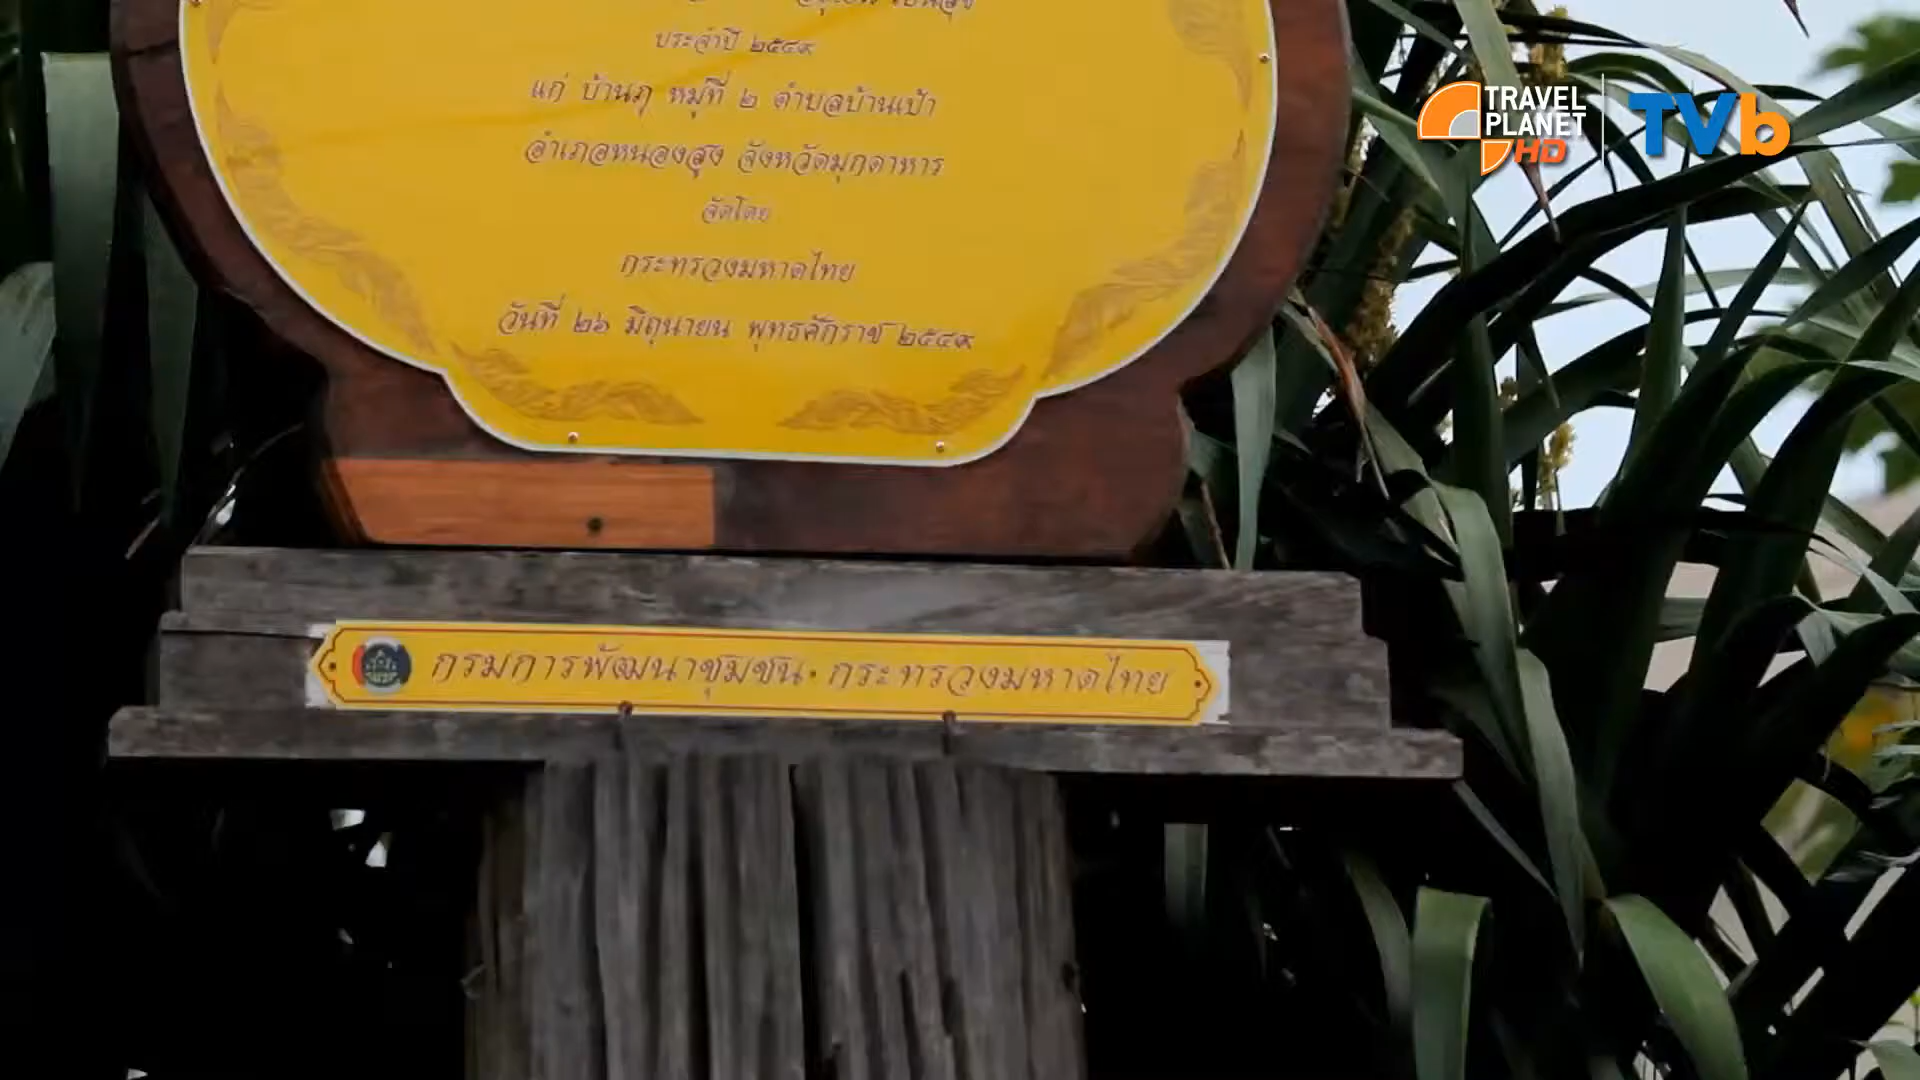 ประจำปี ๒๕๔๙
แก่ บ้านภู หมู่ที่ ๒ ตำบลบ้านเป้า
อำเภอหนองสูง จังหวัดมุกดาหาร
จัดโดย
กระทรวงมหาดไทย
วันที่ ๒๖ มิถุนายน พุทธศักราช ๒๕๔๙
กรมการพัฒนาชุมชน • กระทรวงมหาดไทย
TRAVEL
PLANET
HD
TVb